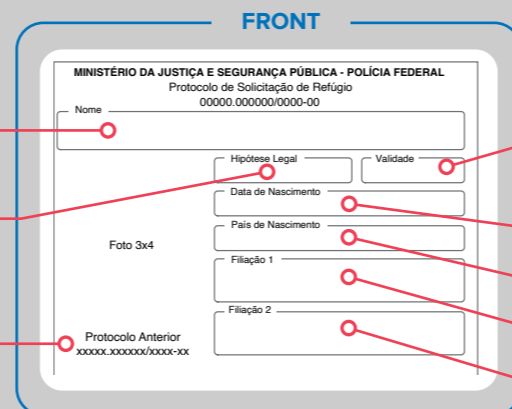 FRONT
MINISTÉRIO DA JUSTIÇA E SEGURANÇA PÚBLICA - POLÍCIA FEDERAL
Protocolo de Solicitação de Refúgio
00000.000000/0000-00
Nome
Hipótese Legal
Validade
Data de Nascimento
País de Nascimento
Foto 3x4
Filiação 1
Filiação 2
Protocolo Anterior
xxxxx.xxxxxx/xxxx-xx